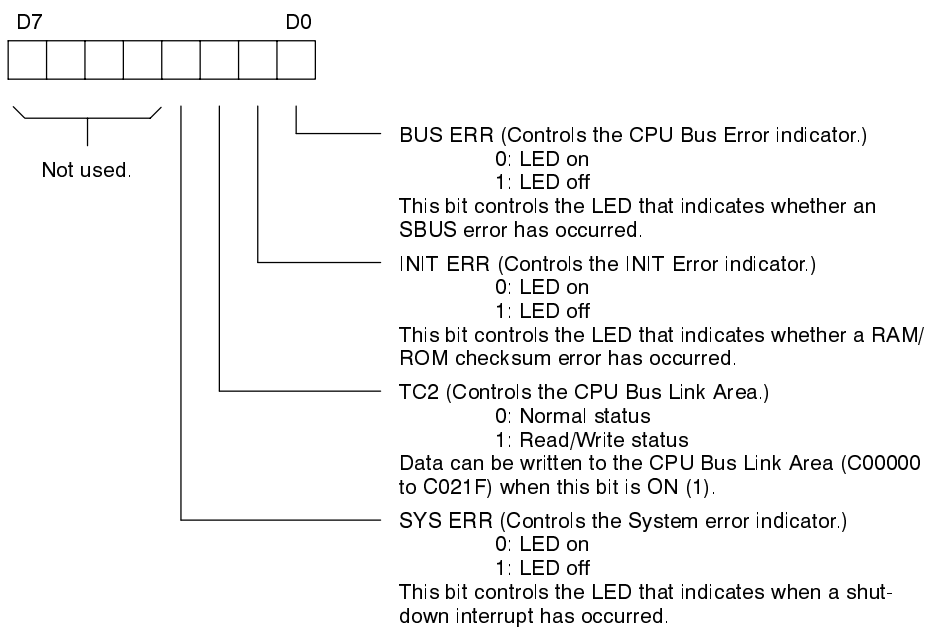 D7 D0
Not used.
BUS ERR (Controls the CPU Bus Error indicator.)
0: LED on
1: LED off
This bit controls the LED that indicates whether an
SBUS error has occurred.
INIT ERR (Controls the INIT Error indicator.)
0: LED on
1: LED off
This bit controls the LED that indicates whether a RAM/
ROM checksum error has occurred.
TC2 (Controls the CPU Bus Link Area.)
0: Normal status
1: Read/Write status
Data can be written to the CPU Bus Link Area (C00000
to C021F) when this bit is ON (1).
SYS ERR (Controls the System error indicator.)
0: LED on
1: LED off
This bit controls the LED that indicates when a shut-
down interrupt has occurred.